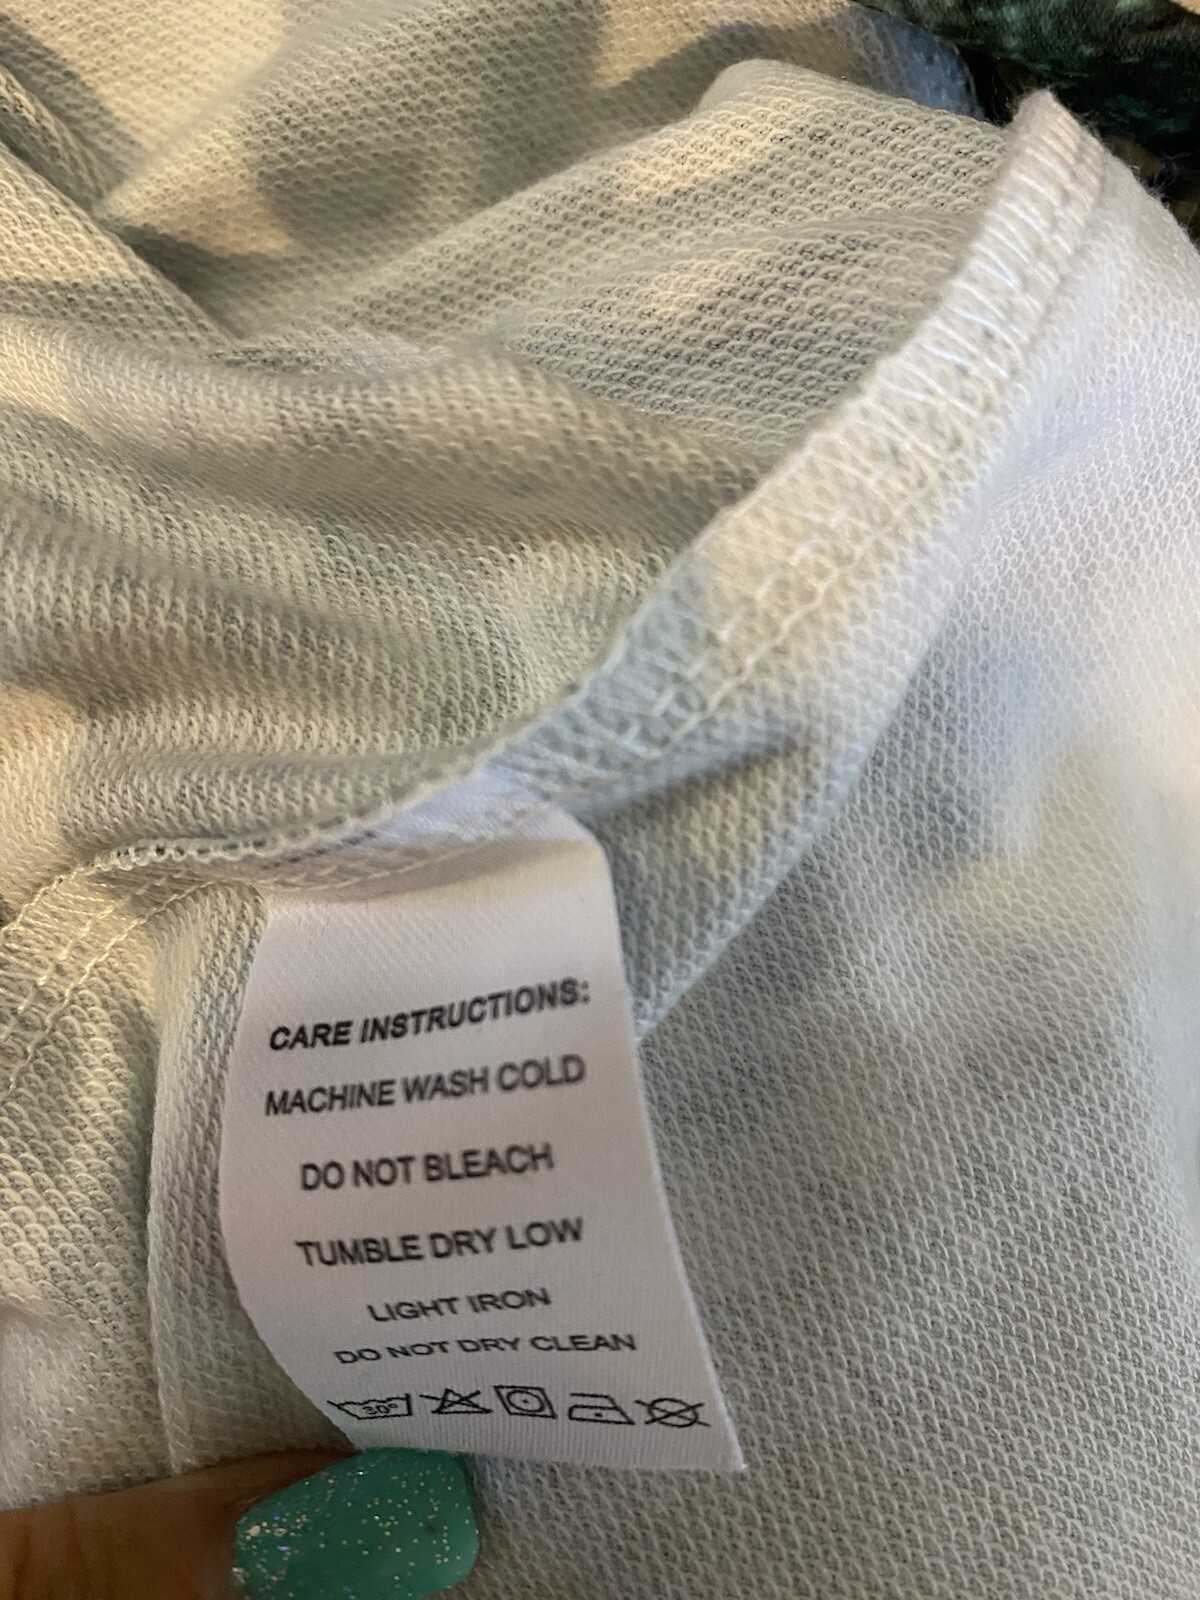 CARE INSTRUCTIONS:
MACHINE WASH COLD
DO NOT BLEACH
TUMBLE DRY LOW
LIGHT IRON
DO NOT DRY CLEAN
30°